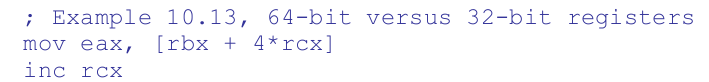 ; Example 10.13, 64-bit versus 32-bit registers
mov eax, [rbx + 4*rcx]
inc rcx